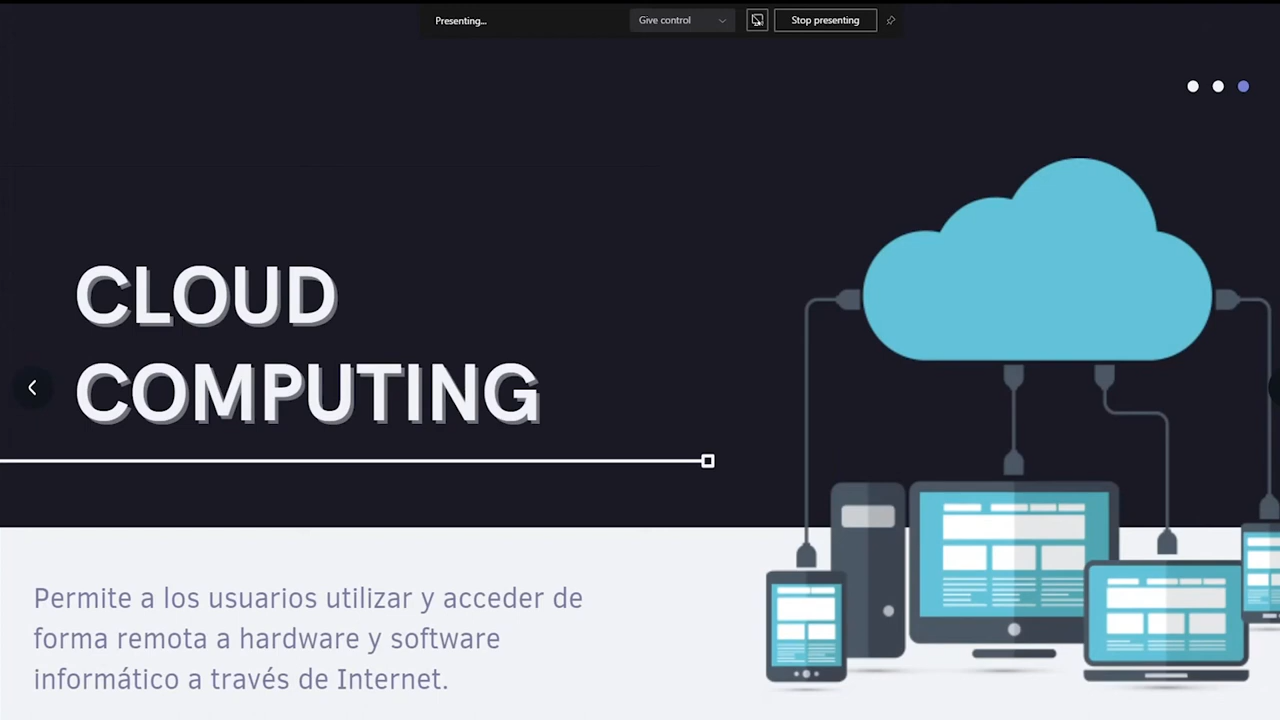 Presenting...
Give control
Stop presenting
CLOUD
COMPUTING
Permite a los usuarios utilizar y acceder de
forma remota a hardware y software
informático a través de Internet.